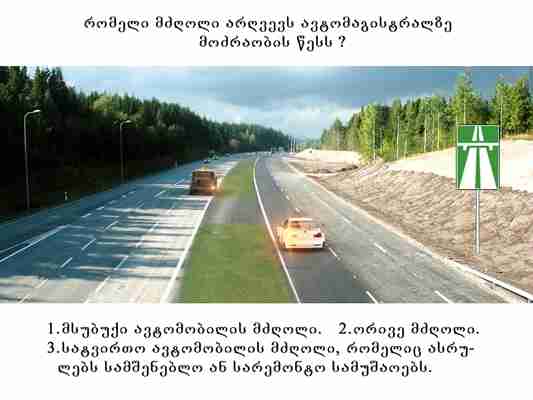 რომელი მძღოლი არღვევს ავტომაგისტრალზე
მოძრაობის წესს ?
1.მსუბუქი ავტომობილის მძღოლი. 2.ორივე მძღოლი.
3.სატვირთო ავტომობილის მძღოლი, რომელიც ასრუ-
ლებს სამშენებლო ან სარემონტო სამუშაოებს.